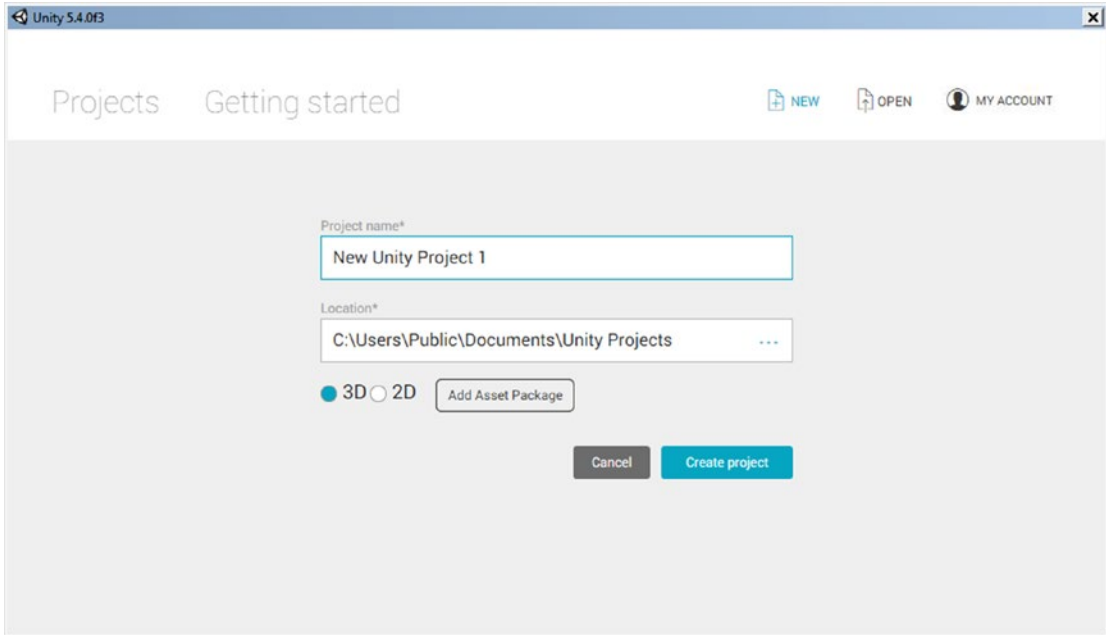 Unity 5.4.0f3
Projects Getting started NEW OPEN MY ACCOUNT
Project name*
New Unity Project 1
Location*
C:\Users\Public\Documents\Unity Projects ...
3D 2D Add Asset Package
Cancel Create project